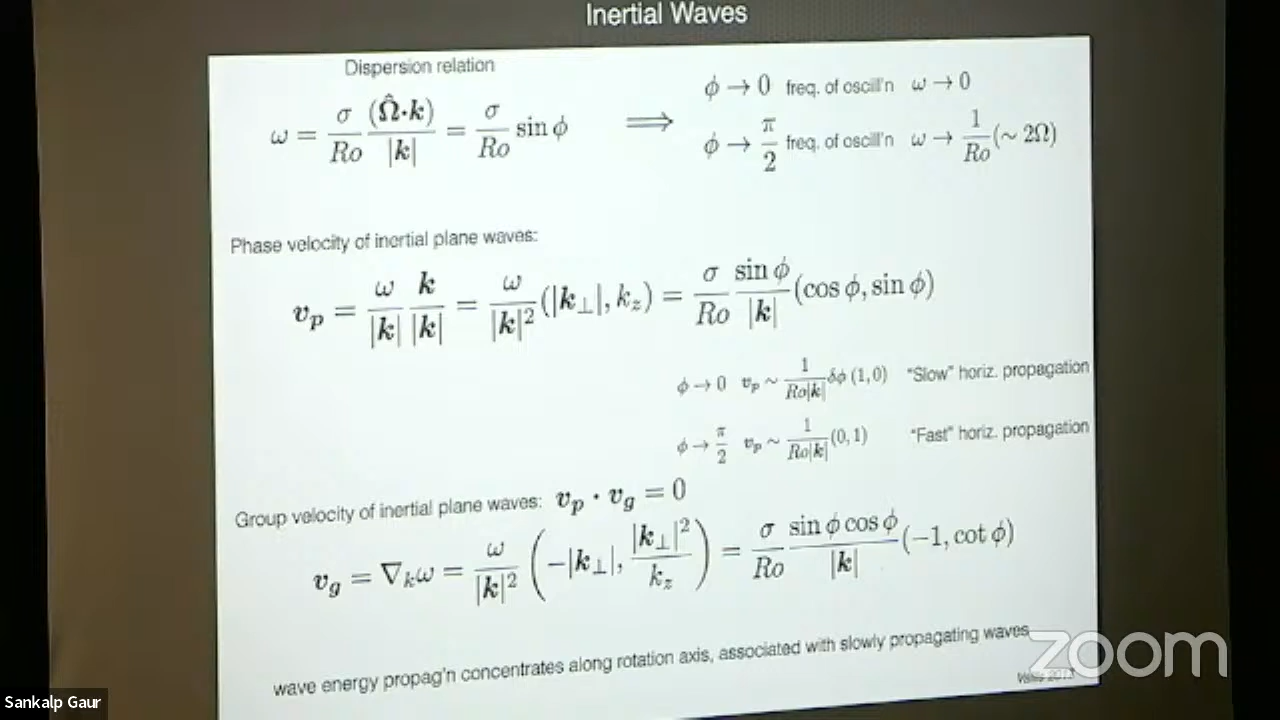 Inertial Waves
Dispersion relation
ω = σ/Ro (Ω̂·k)/|k| = σ/Ro sin ϕ ⟹
ϕ → 0 freq. of oscill'n ω → 0
ϕ → π/2 freq. of oscill'n ω → 1/Ro (∼ 2Ω)
Phase velocity of inertial plane waves:
v_p = ω/|k| k/|k| = ω/|k|² (|k_⊥|, k_z) = σ/Ro sin ϕ/|k| (cos ϕ, sin ϕ)
ϕ → 0 v_p ∼ 1/Ro|k| δϕ (1, 0) "Slow" horiz. propagation
ϕ → π/2 v_p ∼ 1/Ro|k| (0, 1) "Fast" horiz. propagation
Group velocity of inertial plane waves: v_p · v_g = 0
v_g = ∇_k ω = ω/|k|² (−|k_⊥|, |k_⊥|²/k_z) = σ/Ro sin ϕ cos ϕ/|k| (−1, cot ϕ)
wave energy propag'n concentrates along rotation axis, associated with slowly propagating waves
zoom
Sankalp Gaur